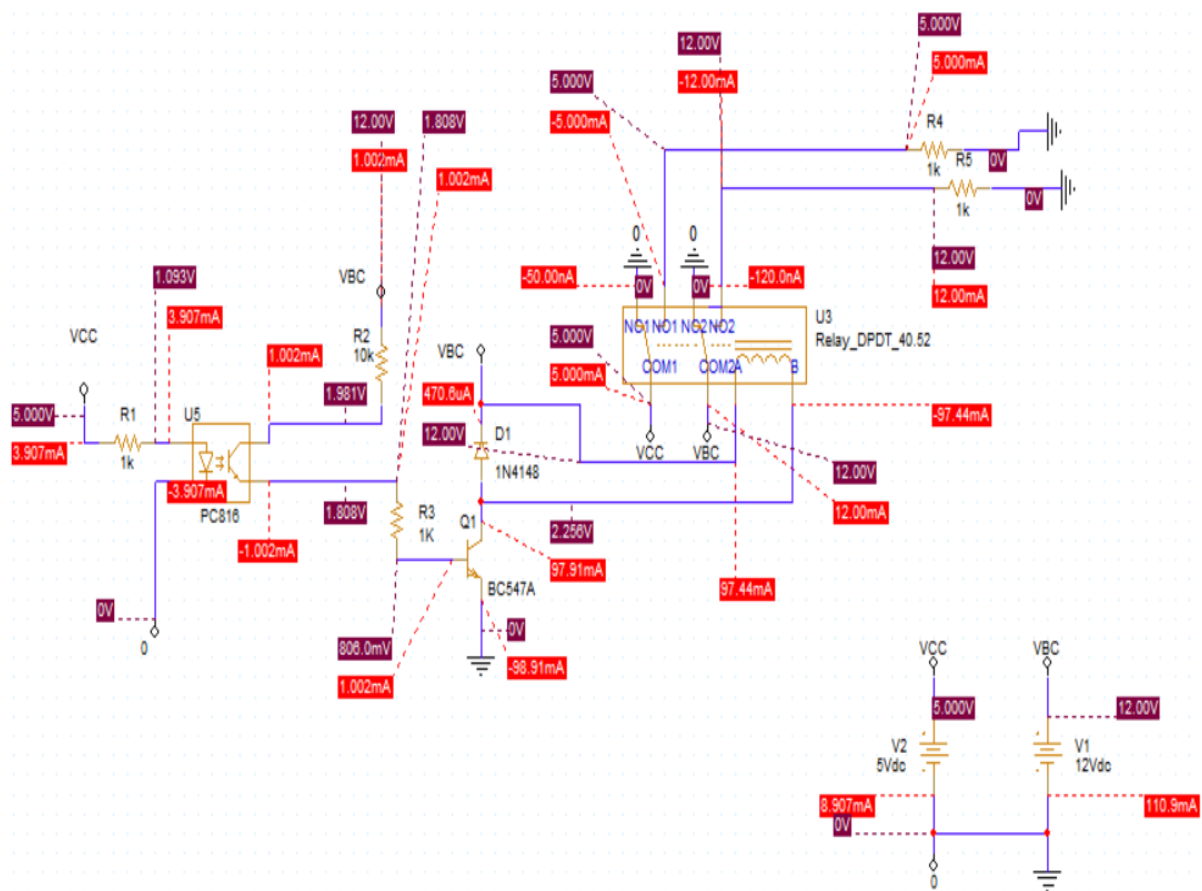 5.000V
12.00V
5.000mA
-12.00mA
5.000V
-5.000mA
12.00V
1.808V
1.002mA
1.002mA
R4
1k
0V
R5
1k
0V
0
0
VBC
-50.00nA
0V
0V
-120.0nA
12.00V
12.00mA
1.093V
3.907mA
VCC
R2
10k
NC1
NO1
NC2
NO2
U3
Relay_DPDT_40.52
COM1
COM2
A
B
5.000V
5.000mA
VBC
1.002mA
1.981V
470.6uA
-97.44mA
5.000V
R1
U5
D1
12.00V
VCC
VBC
3.907mA
1k
1N4148
12.00V
-3.907mA
PC816
1.808V
R3
1K
Q1
2.256V
12.00mA
-1.002mA
97.91mA
BC547A
97.44mA
0V
0V
0
806.0mV
1.002mA
-98.91mA
VCC
VBC
5.000V
12.00V
V2
5Vdc
V1
12Vdc
8.907mA
110.9mA
0V
0